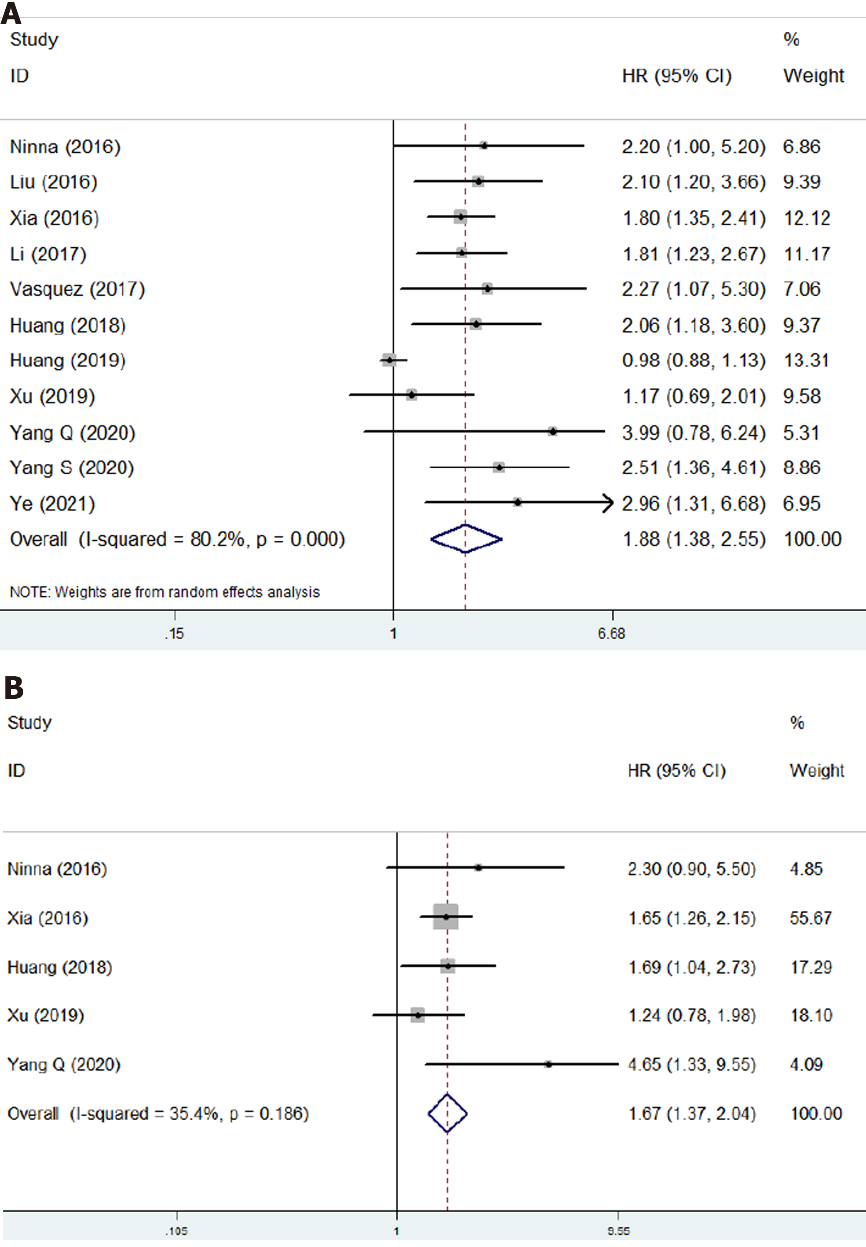 A
Study %
ID HR (95% CI) Weight
Ninna (2016) 2.20 (1.00, 5.20) 6.86
Liu (2016) 2.10 (1.20, 3.66) 9.39
Xia (2016) 1.80 (1.35, 2.41) 12.12
Li (2017) 1.81 (1.23, 2.67) 11.17
Vasquez (2017) 2.27 (1.07, 5.30) 7.06
Huang (2018) 2.06 (1.18, 3.60) 9.37
Huang (2019) 0.98 (0.88, 1.13) 13.31
Xu (2019) 1.17 (0.69, 2.01) 9.58
Yang Q (2020) 3.99 (0.78, 6.24) 5.31
Yang S (2020) 2.51 (1.36, 4.61) 8.86
Ye (2021) 2.96 (1.31, 6.68) 6.95
Overall (I-squared = 80.2%, p = 0.000) 1.88 (1.38, 2.55) 100.00
NOTE: Weights are from random effects analysis
.15 1 6.68
B
Study %
ID HR (95% CI) Weight
Ninna (2016) 2.30 (0.90, 5.50) 4.85
Xia (2016) 1.65 (1.26, 2.15) 55.67
Huang (2018) 1.69 (1.04, 2.73) 17.29
Xu (2019) 1.24 (0.78, 1.98) 18.10
Yang Q (2020) 4.65 (1.33, 9.55) 4.09
Overall (I-squared = 35.4%, p = 0.186) 1.67 (1.37, 2.04) 100.00
.105 1 9.55